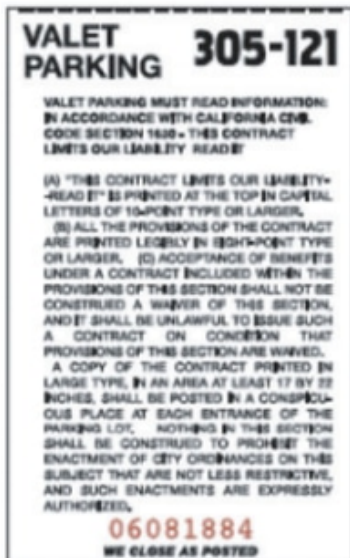 VALET 305-121
PARKING
VALET PARKING MUST READ INFORMATION:
IN ACCORDANCE WITH CALIFORNIA CIVIL
CODE SECTION 1630 - THIS CONTRACT
LIMITS OUR LIABILITY READ IT
(A) "THIS CONTRACT LIMITS OUR LIABILITY-
-READ IT" IS PRINTED AT THE TOP IN CAPITAL
LETTERS OF 10-POINT TYPE OR LARGER.
(B) ALL THE PROVISIONS OF THE CONTRACT
ARE PRINTED LEGIBLY IN EIGHT-POINT TYPE
OR LARGER. (C) ACCEPTANCE OF BENEFITS
UNDER A CONTRACT INCLUDED WITHIN THE
PROVISIONS OF THIS SECTION SHALL NOT BE
CONSTRUED A WAIVER OF THIS SECTION,
AND IT SHALL BE UNLAWFUL TO ISSUE SUCH
A CONTRACT ON CONDITION THAT
PROVISIONS OF THIS SECTION ARE WAIVED.
A COPY OF THE CONTRACT PRINTED IN
LARGE TYPE, IN AN AREA AT LEAST 17 BY 22
INCHES, SHALL BE POSTED IN A CONSPICU-
OUS PLACE AT EACH ENTRANCE OF THE
PARKING LOT. NOTHING IN THIS SECTION
SHALL BE CONSTRUED TO PROHIBIT THE
ENACTMENT OF CITY ORDINANCES ON THIS
SUBJECT THAT ARE NOT LESS RESTRICTIVE,
AND SUCH ENACTMENTS ARE EXPRESSLY
AUTHORIZED.
06081884
WE CLOSE AS POSTED